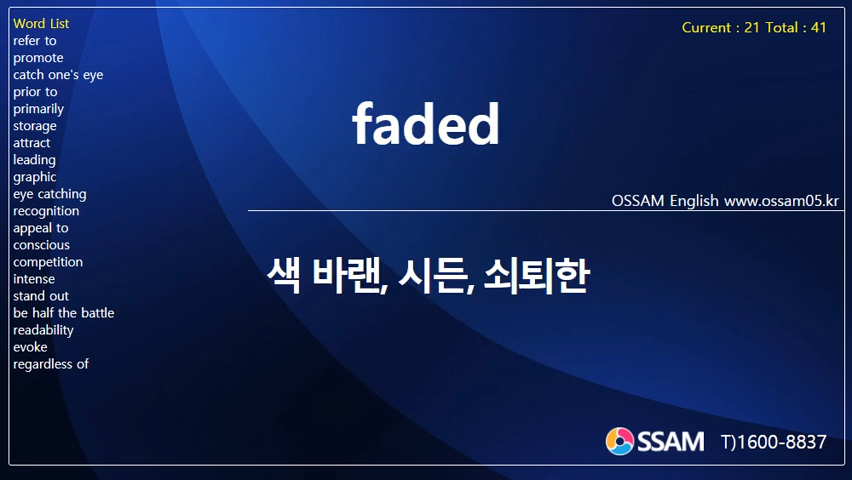 Word List
refer to
promote
catch one's eye
prior to
primarily
storage
attract
leading
graphic
eye catching
recognition
appeal to
conscious
competition
intense
stand out
be half the battle
readability
evoke
regardless of
Current : 21 Total : 41
faded
OSSAM English www.ossam05.kr
색 바랜, 시든, 쇠퇴한
OSSAM T)1600-8837